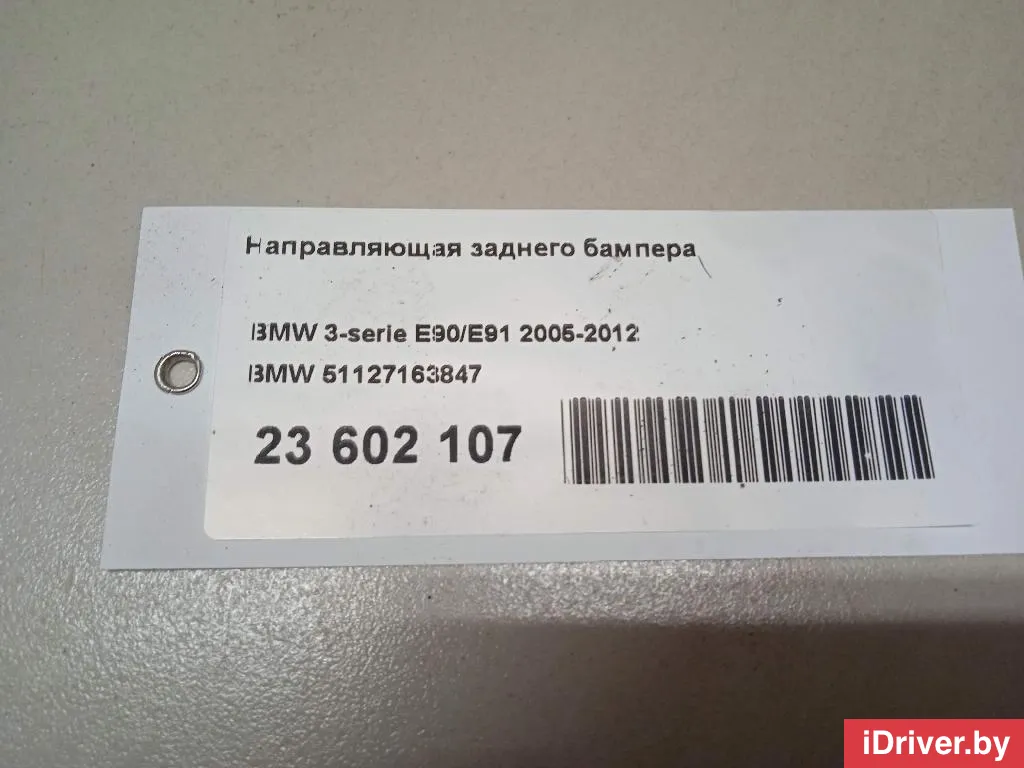 Направляющая заднего бампера
BMW 3-serie E90/E91 2005-2012
BMW 51127163847
23 602 107
iDriver.by